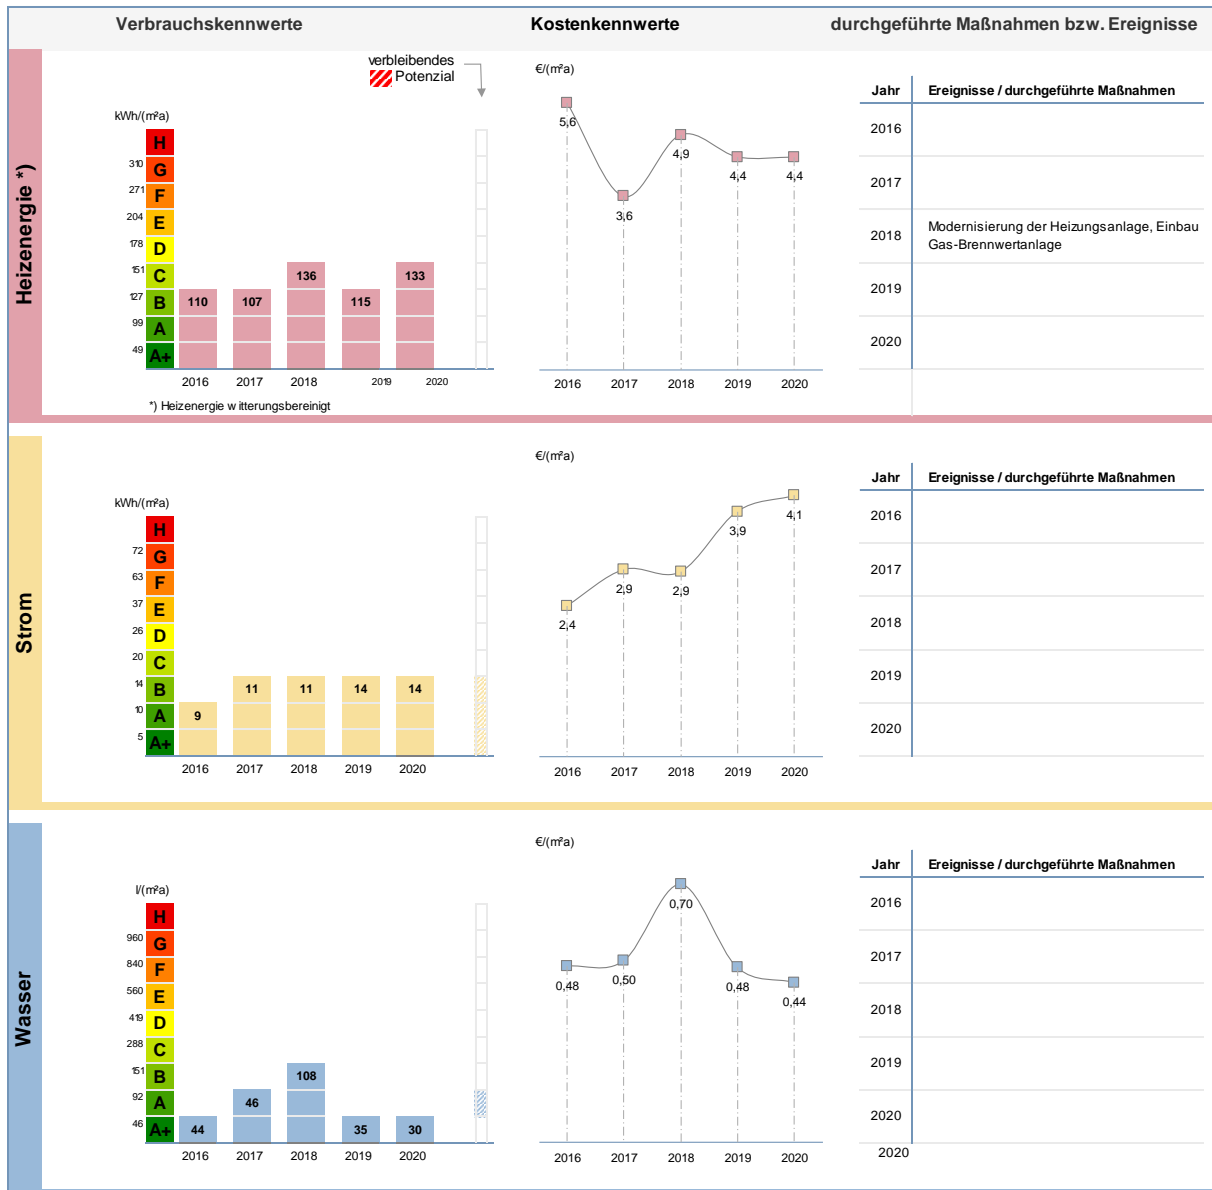 Verbrauchskennwerte
Kostenkennwerte
durchgeführte Maßnahmen bzw. Ereignisse
Heizenergie *)
verbleibendes
Potenzial
kWh/(m²a)
H
310
G
271
F
204
E
178
D
151
C
127
B
99
A
49
A+
110
107
136
115
133
2016 2017 2018 2019 2020
*) Heizenergie witterungsbereinigt
€/(m²a)
5,6
3,6
4,9
4,4
4,4
2016 2017 2018 2019 2020
Jahr Ereignisse / durchgeführte Maßnahmen
2016
2017
2018 Modernisierung der Heizungsanlage, Einbau
Gas-Brennwertanlage
2019
2020
Strom
kWh/(m²a)
H
72
G
63
F
37
E
26
D
20
C
14
B
10
A
5
A+
9
11
11
14
14
2016 2017 2018 2019 2020
€/(m²a)
2,4
2,9
2,9
3,9
4,1
2016 2017 2018 2019 2020
Jahr Ereignisse / durchgeführte Maßnahmen
2016
2017
2018
2019
2020
Wasser
l/(m²a)
H
960
G
840
F
560
E
419
D
288
C
151
B
92
A
46
A+
44
46
108
35
30
2016 2017 2018 2019 2020
€/(m²a)
0,48
0,50
0,70
0,48
0,44
2016 2017 2018 2019 2020
Jahr Ereignisse / durchgeführte Maßnahmen
2016
2017
2018
2019
2020
2020